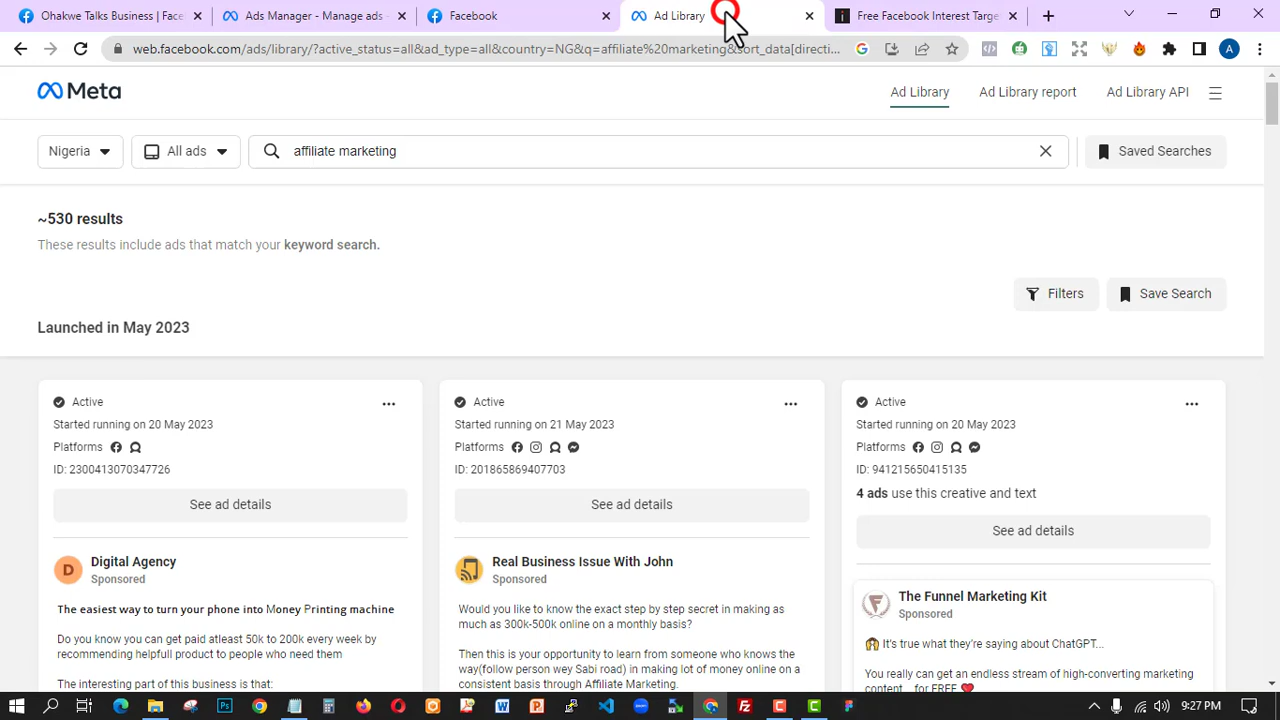 Ohakwe Talks Business | Face
Ads Manager - Manage ads -
Facebook
Ad Library
Free Facebook Interest Targe
web.facebook.com/ads/library/?active_status=all&ad_type=all&country=NG&q=affiliate%20marketing&sort_data[directi...
A
Meta
Ad Library
Ad Library report
Ad Library API
Nigeria
All ads
affiliate marketing
Saved Searches
~530 results
These results include ads that match your keyword search.
Filters
Save Search
Launched in May 2023
Active
Started running on 20 May 2023
Platforms
ID: 2300413070347726
See ad details
D
Digital Agency
Sponsored
The easiest way to turn your phone into Money Printing machine
Do you know you can get paid atleast 50k to 200k every week by
recommending helpfull product to people who need them
The interesting part of this business is that:
Active
Started running on 21 May 2023
Platforms
ID: 201865869407703
See ad details
Real Business Issue With John
Sponsored
Would you like to know the exact step by step secret in making as
much as 300k-500k online on a monthly basis?
Then this is your opportunity to learn from someone who knows the
way(follow person wey Sabi road) in making lot of money online on a
consistent basis through Affiliate Marketing.
Active
Started running on 20 May 2023
Platforms
ID: 941215650415135
4 ads use this creative and text
See ad details
The Funnel Marketing Kit
Sponsored
It's true what they're saying about ChatGPT...
You really can get an endless stream of high-converting marketing
content... for FREE
9:27 PM